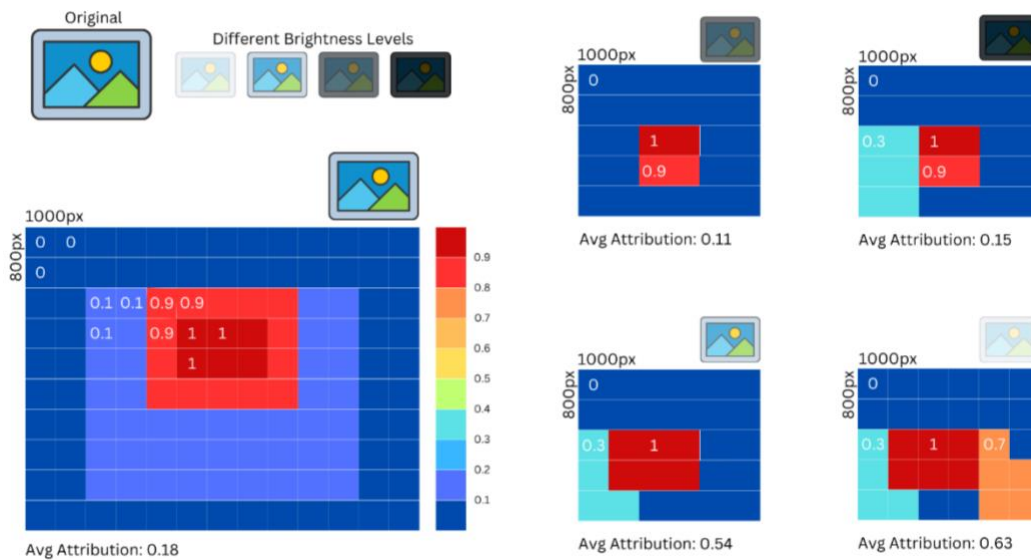 Original
Different Brightness Levels
1000px
800px
0 0
0
0.1 0.1 0.9 0.9
0.1 0.9 1 1
1
0.9
0.8
0.7
0.6
0.5
0.4
0.3
0.2
0.1
Avg Attribution: 0.18
1000px
800px
0
1
0.9
Avg Attribution: 0.11
1000px
800px
0
0.3 1
0.9
Avg Attribution: 0.15
1000px
800px
0
0.3 1
Avg Attribution: 0.54
1000px
800px
0
0.3 1 0.7
Avg Attribution: 0.63